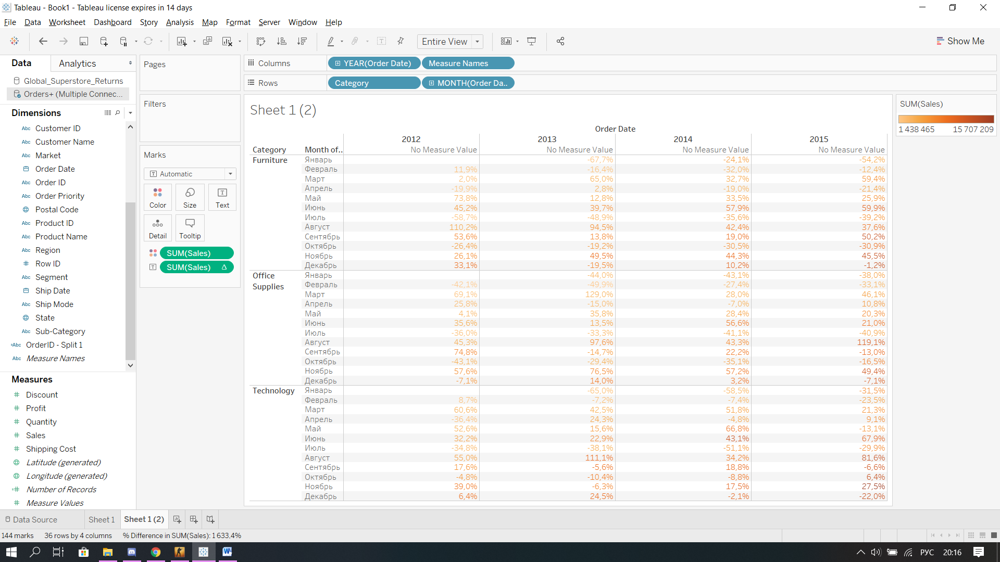 Tableau - Book1 - Tableau license expires in 14 days
File Data Worksheet Dashboard Story Analysis Map Format Server Window Help
Entire View
Show Me
Data Analytics
Global_Superstore_Returns
Orders+ (Multiple Connec...
Dimensions
Abc Customer ID
Abc Customer Name
Abc Market
Order Date
Abc Order ID
Abc Order Priority
Postal Code
Abc Product ID
Abc Product Name
Abc Region
# Row ID
Abc Segment
Ship Date
Abc Ship Mode
State
Abc Sub-Category
=Abc OrderID - Split 1
Abc Measure Names
Measures
# Discount
# Profit
# Quantity
# Sales
# Shipping Cost
Latitude (generated)
Longitude (generated)
=# Number of Records
# Measure Values
Pages
Filters
Marks
T Automatic
Color Size Text
Detail Tooltip
SUM(Sales)
SUM(Sales) Δ
Columns YEAR(Order Date) Measure Names
Rows Category MONTH(Order Da..
Sheet 1 (2)
Order Date
2012 2013 2014 2015
Category Month of.. No Measure Value No Measure Value No Measure Value No Measure Value
Furniture Январь -67,7% -24,1% -54,2%
Февраль 11,9% -16,4% -32,0% -12,4%
Март 2,0% 65,0% 32,7% 59,4%
Апрель -19,9% 2,8% -19,0% -21,4%
Май 73,8% 12,8% 33,5% 25,9%
Июнь 45,2% 39,7% 57,9% 59,9%
Июль -58,7% -48,9% -35,6% -39,2%
Август 110,2% 94,5% 42,4% 37,6%
Сентябрь 53,6% 13,8% 19,0% 50,2%
Октябрь -26,4% -19,2% -30,5% -30,9%
Ноябрь 26,1% 49,5% 44,3% 45,5%
Декабрь 33,1% -19,5% 10,2% -1,2%
Office Supplies Январь -44,0% -43,1% -38,0%
Февраль -42,1% -49,9% -27,4% -33,1%
Март 69,1% 129,0% 28,0% 46,1%
Апрель 25,8% -15,0% -7,0% 10,8%
Май 4,1% 35,8% 28,4% 20,3%
Июнь 35,6% 13,5% 56,6% 21,0%
Июль -36,0% -33,3% -41,1% -40,9%
Август 45,3% 97,6% 43,3% 119,1%
Сентябрь 74,8% -14,7% 22,2% -13,0%
Октябрь -43,1% -29,4% -35,1% -16,5%
Ноябрь 57,6% 76,5% 57,2% 49,4%
Декабрь -7,1% 14,0% 3,2% -7,1%
Technology Январь -65,0% -58,5% -31,5%
Февраль 8,7% -7,2% -7,4% -23,5%
Март 60,6% 42,5% 51,8% 21,3%
Апрель -36,4% 24,3% -4,8% 9,1%
Май 52,6% 15,6% 66,8% -13,1%
Июнь 32,2% 22,9% 43,1% 67,9%
Июль -34,8% -38,1% -51,1% -29,9%
Август 55,0% 111,1% 34,2% 81,6%
Сентябрь 17,6% -5,6% 18,8% -6,6%
Октябрь -4,8% -10,4% -8,8% 6,4%
Ноябрь 39,0% -6,3% 17,5% 27,5%
Декабрь 6,4% 24,5% -2,1% -22,0%
SUM(Sales)
1 438 465 15 707 209
Data Source Sheet 1 Sheet 1 (2)
144 marks 36 rows by 4 columns % Difference in SUM(Sales): 1 633,4%
РУС 20:16